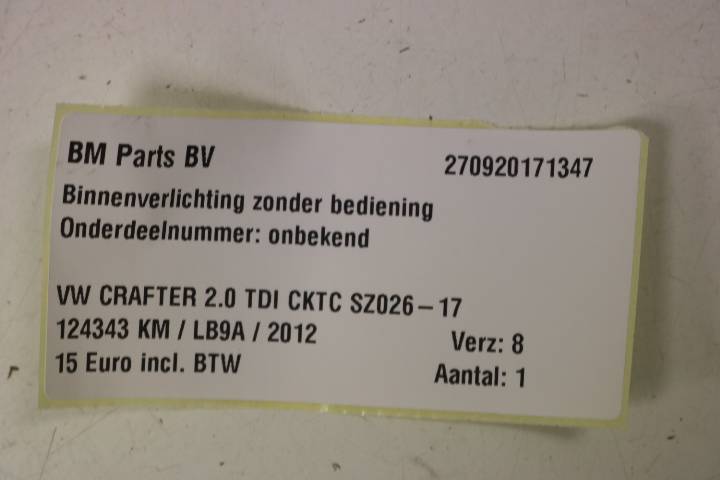 BM Parts BV 270920171347
Binnenverlichting zonder bediening
Onderdeelnummer: onbekend
VW CRAFTER 2.0 TDI CKTC SZ026-17
124343 KM / LB9A / 2012 Verz: 8
15 Euro incl. BTW Aantal: 1